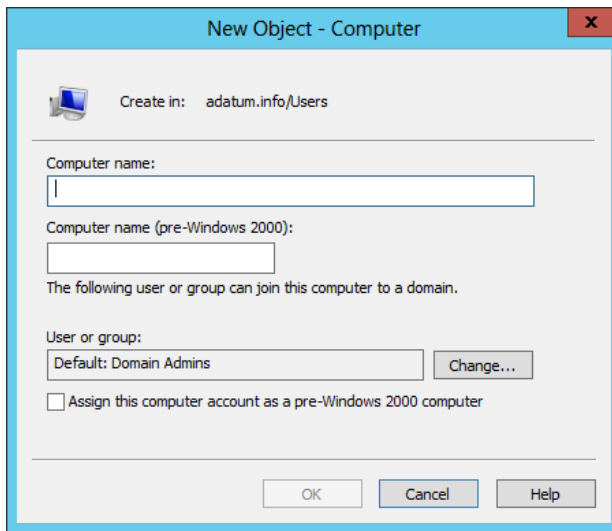 New Object - Computer
x
Create in: adatum.info/Users
Computer name:
Computer name (pre-Windows 2000):
The following user or group can join this computer to a domain.
User or group:
Default: Domain Admins
Change...
Assign this computer account as a pre-Windows 2000 computer
OK Cancel Help